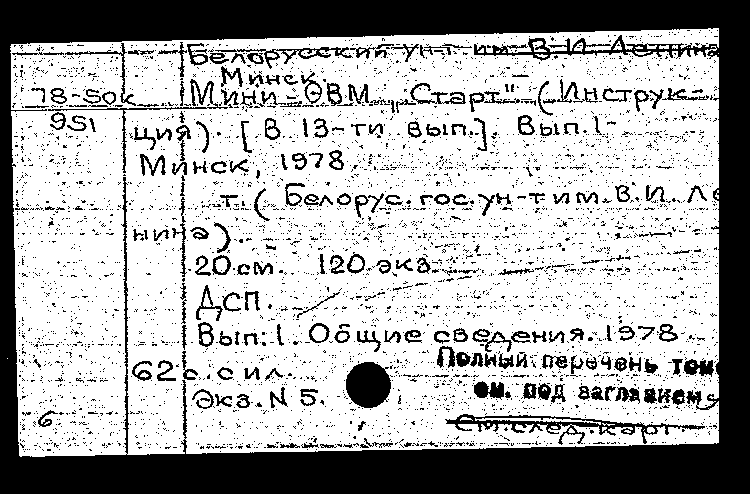 Белорусский ун-т им. В.И. Ленина
Минск.
78-50к Мини-ЭВМ „Старт" (Инструк-
951 ция). [В 13-ти вып.]. Вып. 1-
Минск, 1978.
т. (Белорус. гос. ун-т им. В.И. Ле
нина).
20 см. 120 экз.
ДСП.
Вып: 1. Общие сведения. 1978
62 с. с ил.
Полный перечень томо
Экз. N 5.
см. под заглавием
6
См. след. карт